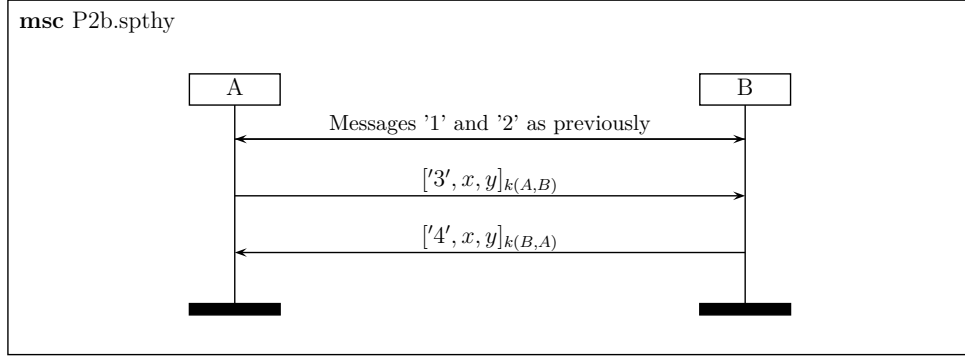 msc P2b.spthy
A B
Messages '1' and '2' as previously
['3', x, y]k(A,B)
['4', x, y]k(B,A)